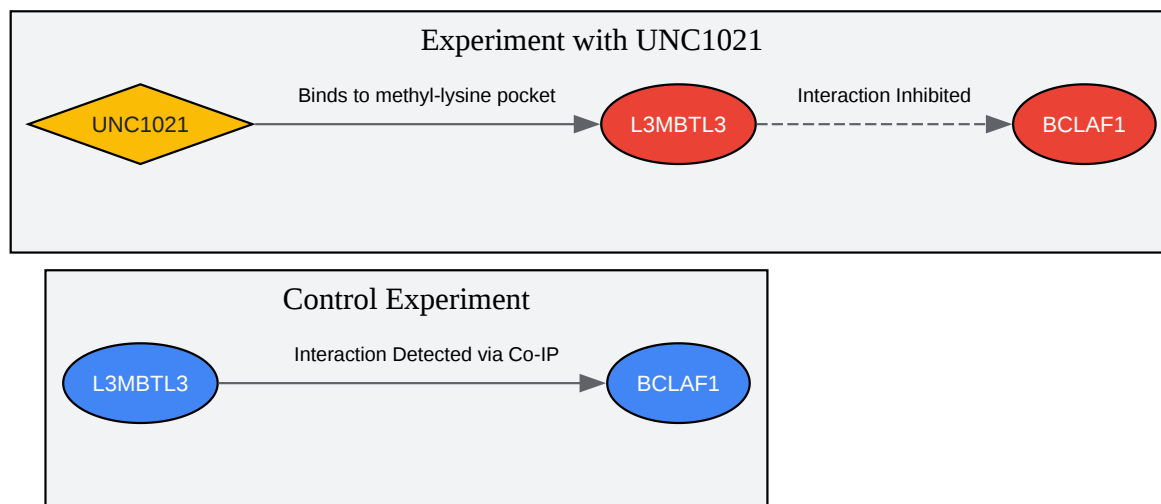 Experiment with UNC1021
UNC1021
Binds to methyl-lysine pocket
L3MBTL3
Interaction Inhibited
BCLAF1
Control Experiment
L3MBTL3
Interaction Detected via Co-IP
BCLAF1